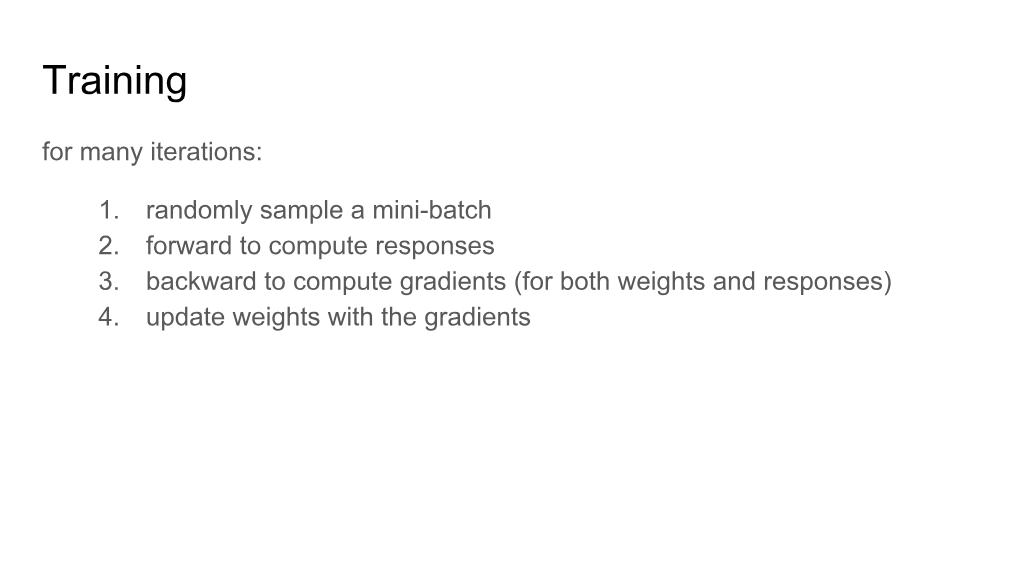 Training
for many iterations:
1. randomly sample a mini-batch
2. forward to compute responses
3. backward to compute gradients (for both weights and responses)
4. update weights with the gradients